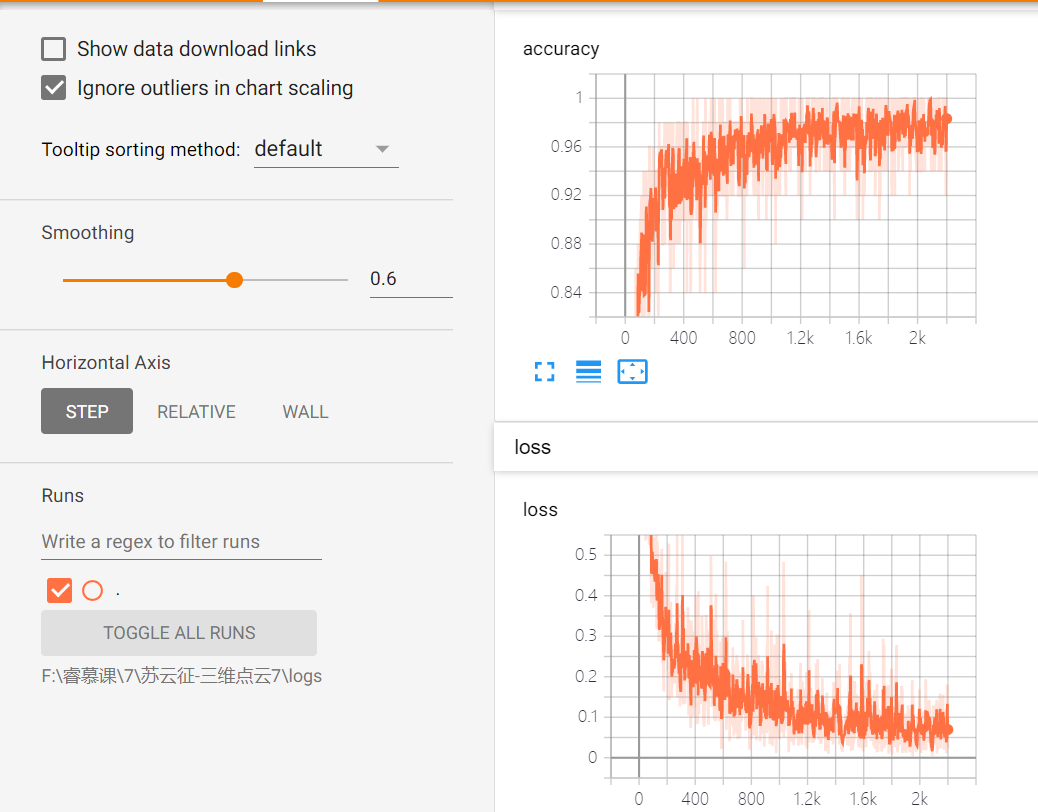 Show data download links
Ignore outliers in chart scaling
Tooltip sorting method: default
Smoothing
0.6
Horizontal Axis
STEP RELATIVE WALL
Runs
Write a regex to filter runs
.
TOGGLE ALL RUNS
F:\睿慕课\7\苏云征-三维点云7\logs
accuracy
1
0.96
0.92
0.88
0.84
0 400 800 1.2k 1.6k 2k
loss
loss
0.5
0.4
0.3
0.2
0.1
0
0 400 800 1.2k 1.6k 2k